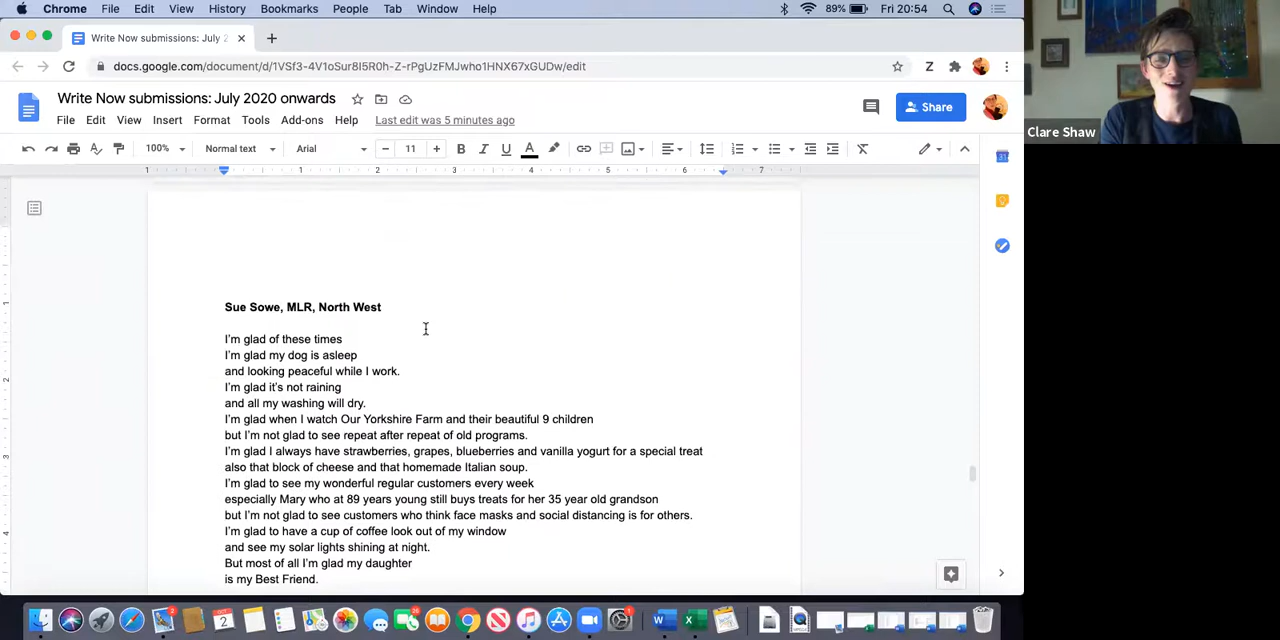 Chrome File Edit View History Bookmarks People Tab Window Help 89% Fri 20:54
Write Now submissions: July 2
docs.google.com/document/d/1VSf3-4V1oSur8I5R0h-Z-rPgUzFMJwho1HNX67xGUDw/edit
Write Now submissions: July 2020 onwards
Share
File Edit View Insert Format Tools Add-ons Help Last edit was 5 minutes ago
100% Normal text Arial 11
1 1 2 3 4 5 6 7
Clare Shaw
Sue Sowe, MLR, North West
I'm glad of these times
I'm glad my dog is asleep
and looking peaceful while I work.
I'm glad it's not raining
and all my washing will dry.
I'm glad when I watch Our Yorkshire Farm and their beautiful 9 children
but I'm not glad to see repeat after repeat of old programs.
I'm glad I always have strawberries, grapes, blueberries and vanilla yogurt for a special treat
also that block of cheese and that homemade Italian soup.
I'm glad to see my wonderful regular customers every week
especially Mary who at 89 years young still buys treats for her 35 year old grandson
but I'm not glad to see customers who think face masks and social distancing is for others.
I'm glad to have a cup of coffee look out of my window
and see my solar lights shining at night.
But most of all I'm glad my daughter
is my Best Friend.